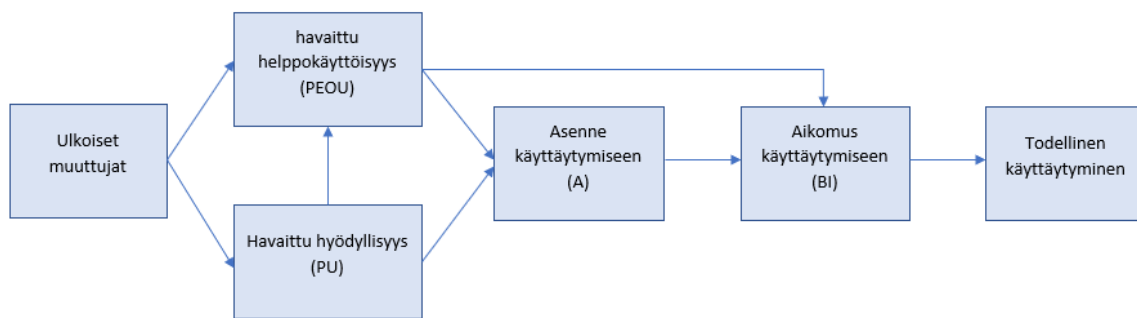 Ulkoiset
muuttujat
havaittu
helppokäyttöisyys
(PEOU)
Havaittu hyödyllisyys
(PU)
Asenne
käyttäytymiseen
(A)
Aikomus
käyttäytymiseen
(BI)
Todellinen
käyttäytyminen